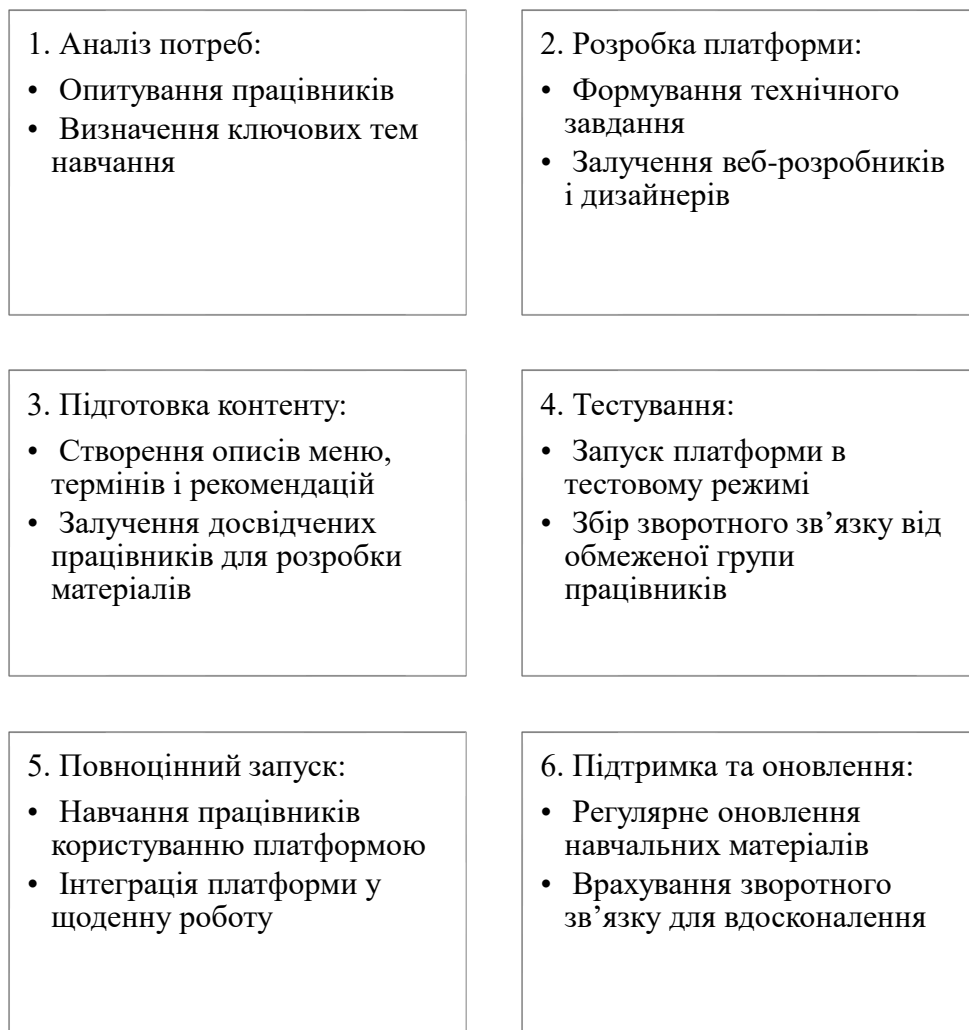 1. Аналіз потреб:
• Опитування працівників
• Визначення ключових тем
навчання
2. Розробка платформи:
• Формування технічного
завдання
• Залучення веб-розробників
і дизайнерів
3. Підготовка контенту:
• Створення описів меню,
термінів і рекомендацій
• Залучення досвідчених
працівників для розробки
матеріалів
4. Тестування:
• Запуск платформи в
тестовому режимі
• Збір зворотного зв’язку від
обмеженої групи
працівників
5. Повноцінний запуск:
• Навчання працівників
користуванню платформою
• Інтеграція платформи у
щоденну роботу
6. Підтримка та оновлення:
• Регулярне оновлення
навчальних матеріалів
• Врахування зворотного
зв’язку для вдосконалення